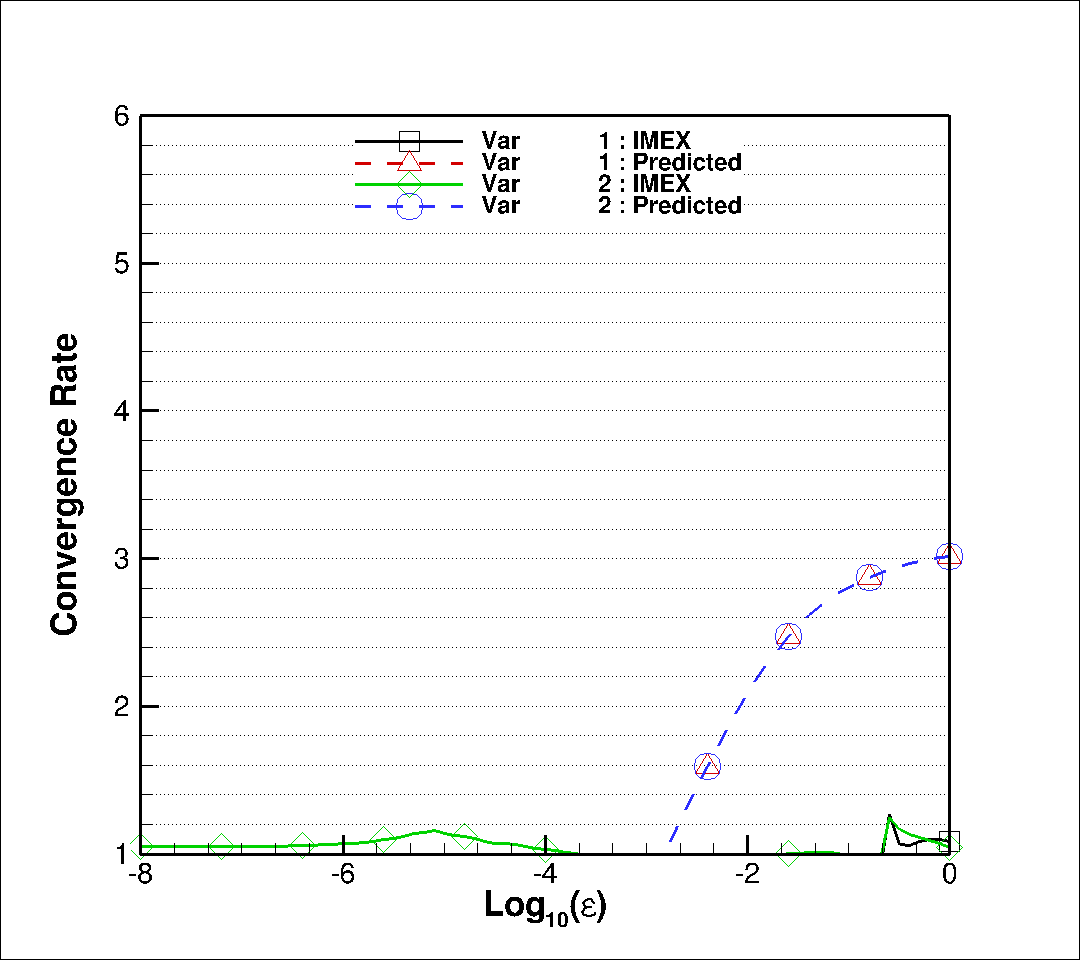 6
Var 1 : IMEX
Var 1 : Predicted
Var 2 : IMEX
Var 2 : Predicted
5
4
3
2
1
Convergence Rate
-8 -6 -4 -2 0
Log10(ε)